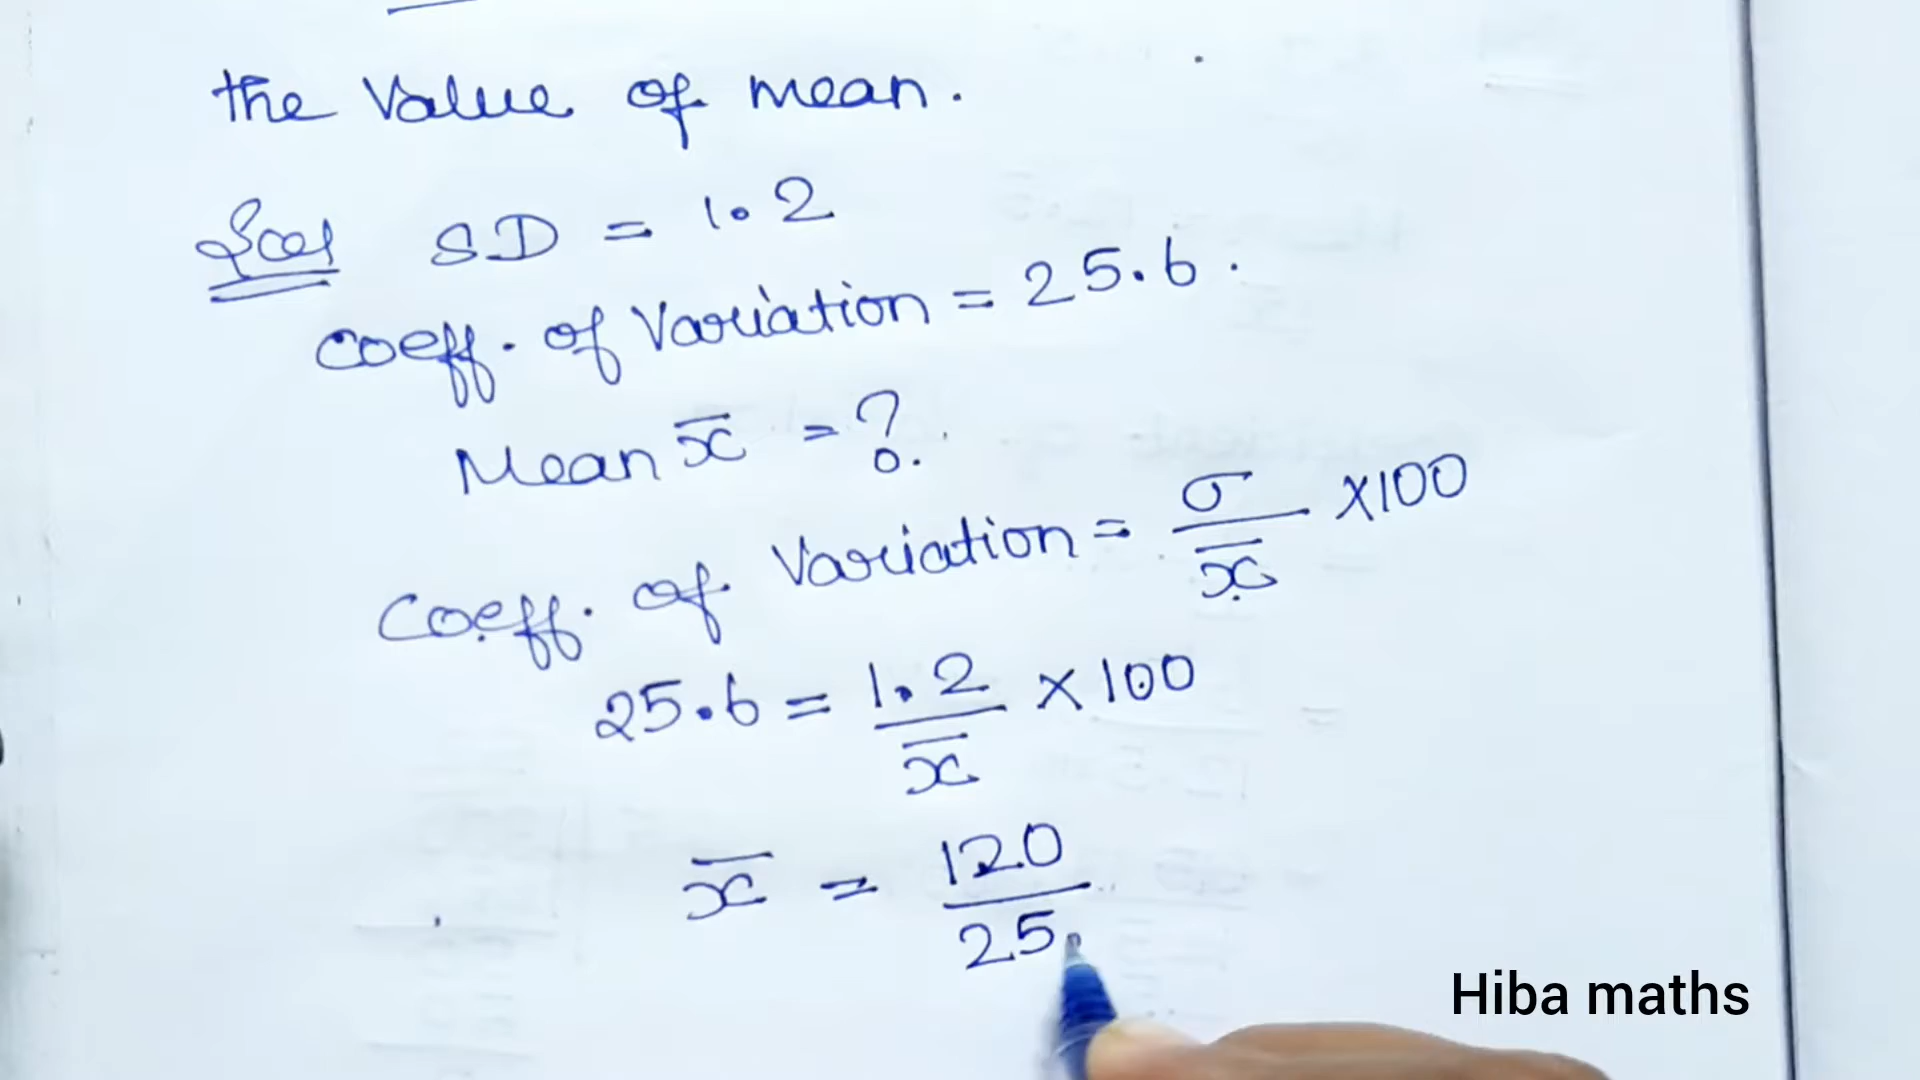 the Value of mean.
Sol SD = 1.2
Coeff. of Variation = 25.6.
Mean x̄ = ?
Coeff. of Variation = σ/x̄ ×100
25.6 = 1.2/x̄ × 100
x̄ = 120/25.
Hiba maths